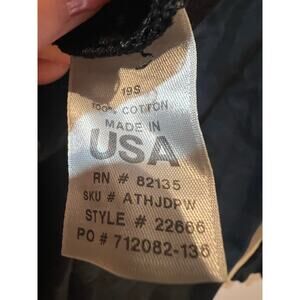 19S
100% COTTON
MADE IN
USA
RN # 82135
SKU # ATHJDPW
STYLE # 22666
PO # 712082-136